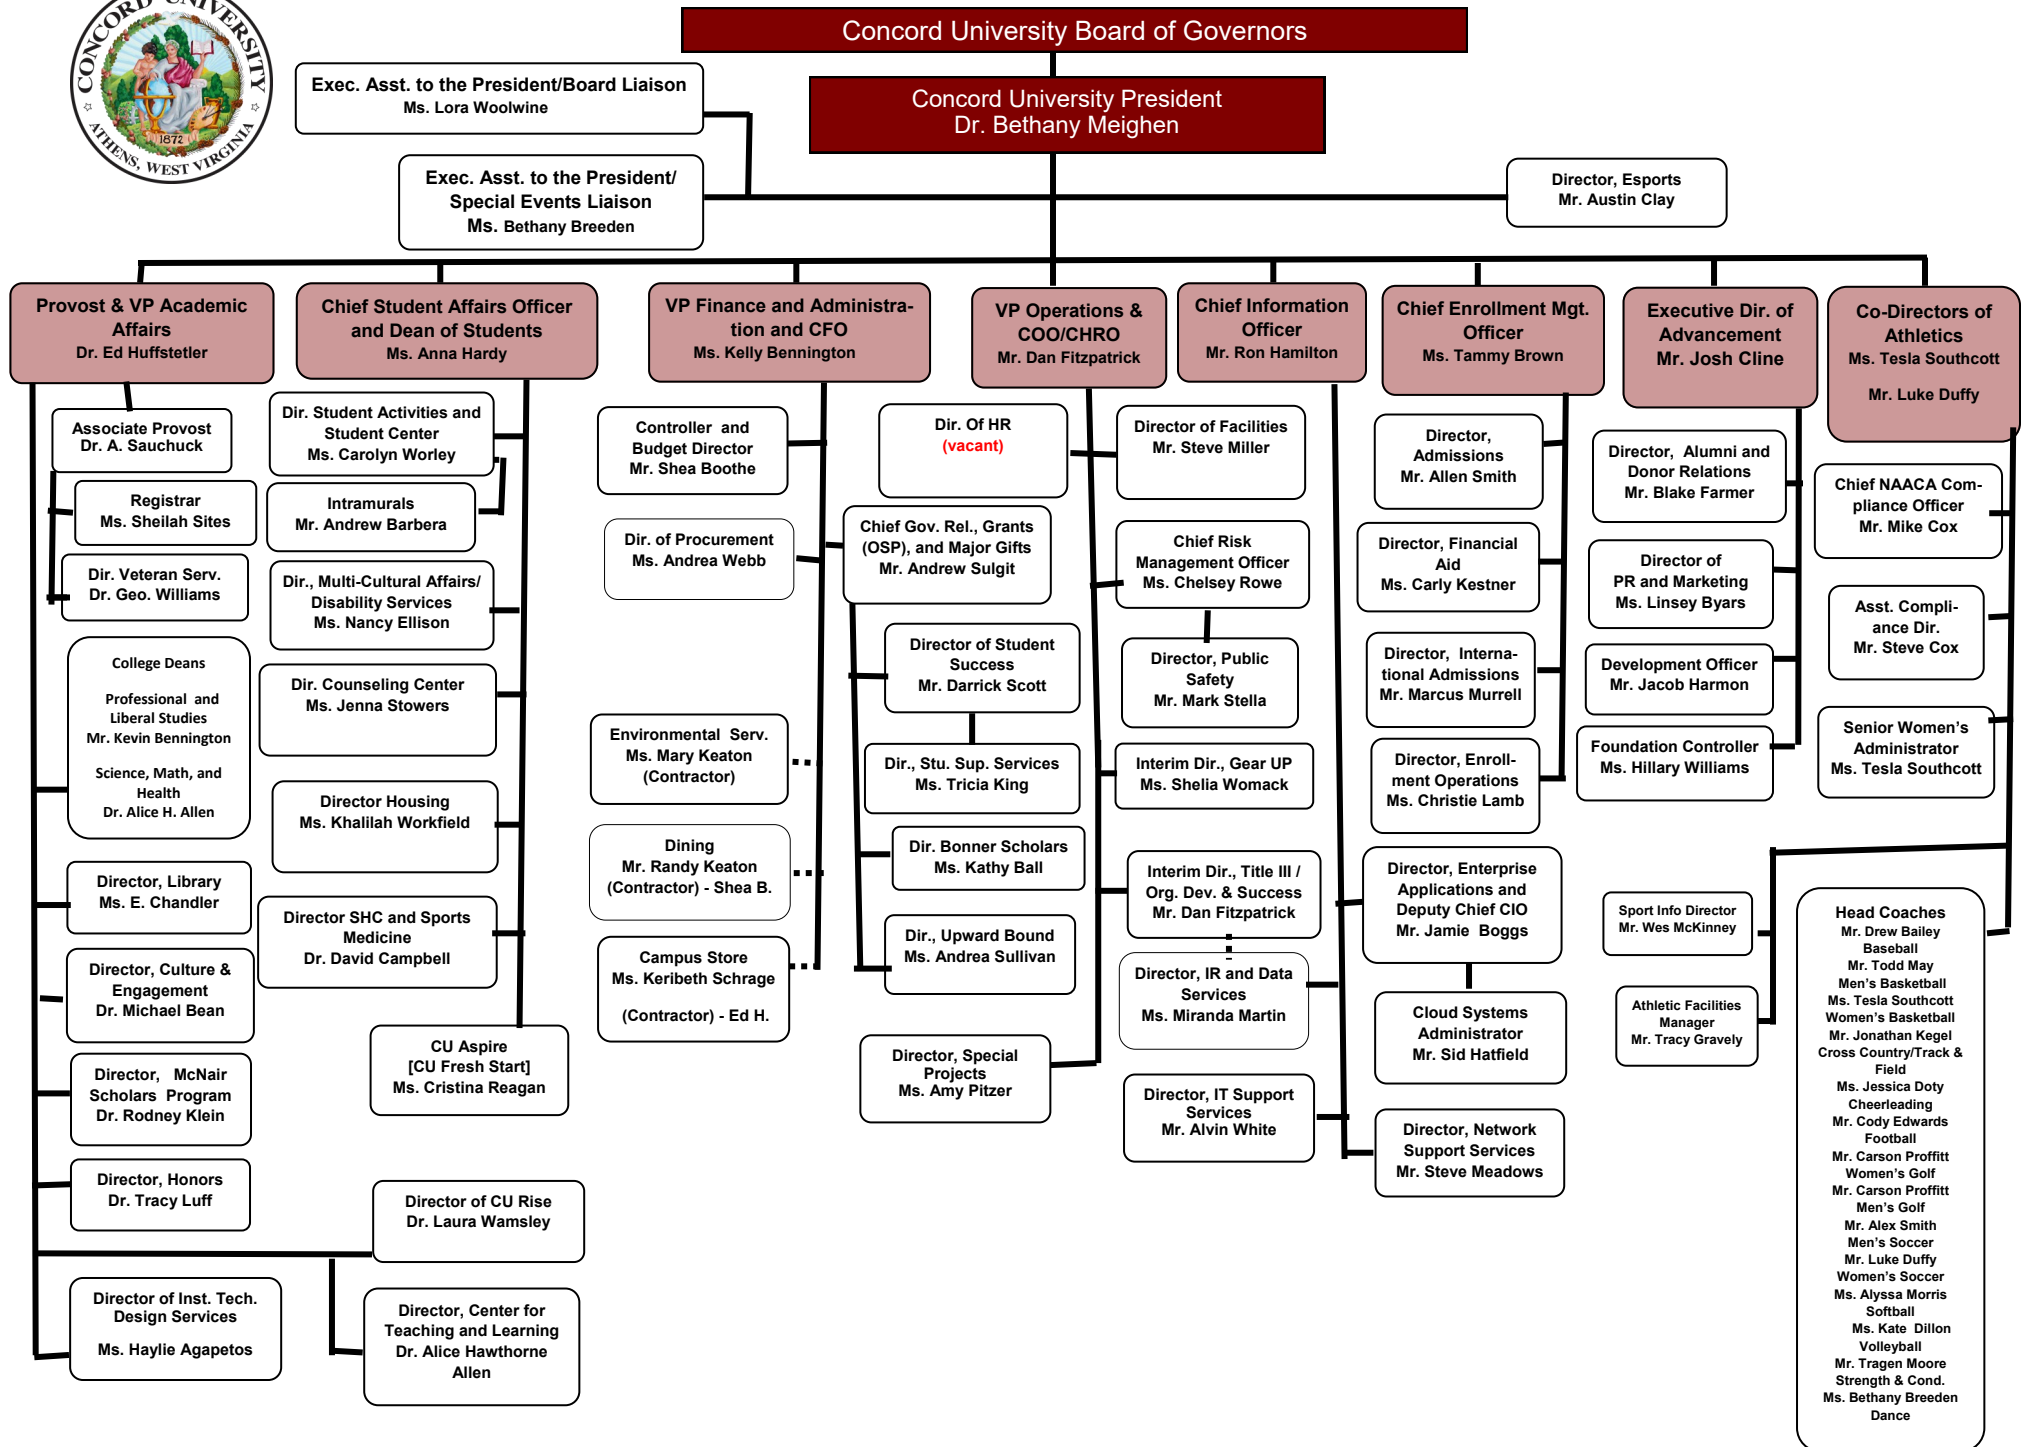 CONCORD UNIVERSITY
1872
ATHENS, WEST VIRGINIA
Concord University Board of Governors
Exec. Asst. to the President/Board Liaison
Ms. Lora Woolwine
Concord University President
Dr. Bethany Meighen
Exec. Asst. to the President/
Special Events Liaison
Ms. Bethany Breeden
Director, Esports
Mr. Austin Clay
Provost & VP Academic
Affairs
Dr. Ed Huffstetler
Chief Student Affairs Officer
and Dean of Students
Ms. Anna Hardy
VP Finance and Administra-
tion and CFO
Ms. Kelly Bennington
VP Operations &
COO/CHRO
Mr. Dan Fitzpatrick
Chief Information
Officer
Mr. Ron Hamilton
Chief Enrollment Mgt.
Officer
Ms. Tammy Brown
Executive Dir. of
Advancement
Mr. Josh Cline
Co-Directors of
Athletics
Ms. Tesla Southcott
Mr. Luke Duffy
Associate Provost
Dr. A. Sauchuck
Registrar
Ms. Sheilah Sites
Dir. Veteran Serv.
Dr. Geo. Williams
College Deans
Professional and
Liberal Studies
Mr. Kevin Bennington
Science, Math, and
Health
Dr. Alice H. Allen
Director, Library
Ms. E. Chandler
Director, Culture &
Engagement
Dr. Michael Bean
Director, McNair
Scholars Program
Dr. Rodney Klein
Director, Honors
Dr. Tracy Luff
Director of CU Rise
Dr. Laura Wamsley
Director of Inst. Tech.
Design Services
Ms. Haylie Agapetos
Director, Center for
Teaching and Learning
Dr. Alice Hawthorne
Allen
Dir. Student Activities and
Student Center
Ms. Carolyn Worley
Intramurals
Mr. Andrew Barbera
Dir., Multi-Cultural Affairs/
Disability Services
Ms. Nancy Ellison
Dir. Counseling Center
Ms. Jenna Stowers
Director Housing
Ms. Khalilah Workfield
Director SHC and Sports
Medicine
Dr. David Campbell
CU Aspire
[CU Fresh Start]
Ms. Cristina Reagan
Controller and
Budget Director
Mr. Shea Boothe
Dir. of Procurement
Ms. Andrea Webb
Environmental Serv.
Ms. Mary Keaton
(Contractor)
Dining
Mr. Randy Keaton
(Contractor) - Shea B.
Campus Store
Ms. Keribeth Schrage
(Contractor) - Ed H.
Chief Gov. Rel., Grants
(OSP), and Major Gifts
Mr. Andrew Sulgit
Director of Student
Success
Mr. Darrick Scott
Dir., Stu. Sup. Services
Ms. Tricia King
Dir. Bonner Scholars
Ms. Kathy Ball
Dir., Upward Bound
Ms. Andrea Sullivan
Dir. Of HR
(vacant)
Director of Facilities
Mr. Steve Miller
Chief Risk
Management Officer
Ms. Chelsey Rowe
Director, Public
Safety
Mr. Mark Stella
Interim Dir., Gear UP
Ms. Shelia Womack
Interim Dir., Title III /
Org. Dev. & Success
Mr. Dan Fitzpatrick
Director, Special
Projects
Ms. Amy Pitzer
Director, IR and Data
Services
Ms. Miranda Martin
Director, IT Support
Services
Mr. Alvin White
Director, Enterprise
Applications and
Deputy Chief CIO
Mr. Jamie Boggs
Cloud Systems
Administrator
Mr. Sid Hatfield
Director, Network
Support Services
Mr. Steve Meadows
Director,
Admissions
Mr. Allen Smith
Director, Financial
Aid
Ms. Carly Kestner
Director, Interna-
tional Admissions
Mr. Marcus Murrell
Director, Enroll-
ment Operations
Ms. Christie Lamb
Director, Alumni and
Donor Relations
Mr. Blake Farmer
Director of
PR and Marketing
Ms. Linsey Byars
Development Officer
Mr. Jacob Harmon
Foundation Controller
Ms. Hillary Williams
Chief NAACA Com-
pliance Officer
Mr. Mike Cox
Asst. Compli-
ance Dir.
Mr. Steve Cox
Senior Women's
Administrator
Ms. Tesla Southcott
Sport Info Director
Mr. Wes McKinney
Athletic Facilities
Manager
Mr. Tracy Gravely
Head Coaches
Mr. Drew Bailey
Baseball
Mr. Todd May
Men's Basketball
Ms. Tesla Southcott
Women's Basketball
Mr. Jonathan Kegel
Cross Country/Track &
Field
Ms. Jessica Doty
Cheerleading
Mr. Cody Edwards
Football
Mr. Carson Proffitt
Women's Golf
Mr. Carson Proffitt
Men's Golf
Mr. Alex Smith
Men's Soccer
Mr. Luke Duffy
Women's Soccer
Ms. Alyssa Morris
Softball
Ms. Kate Dillon
Volleyball
Mr. Tragen Moore
Strength & Cond.
Ms. Bethany Breeden
Dance